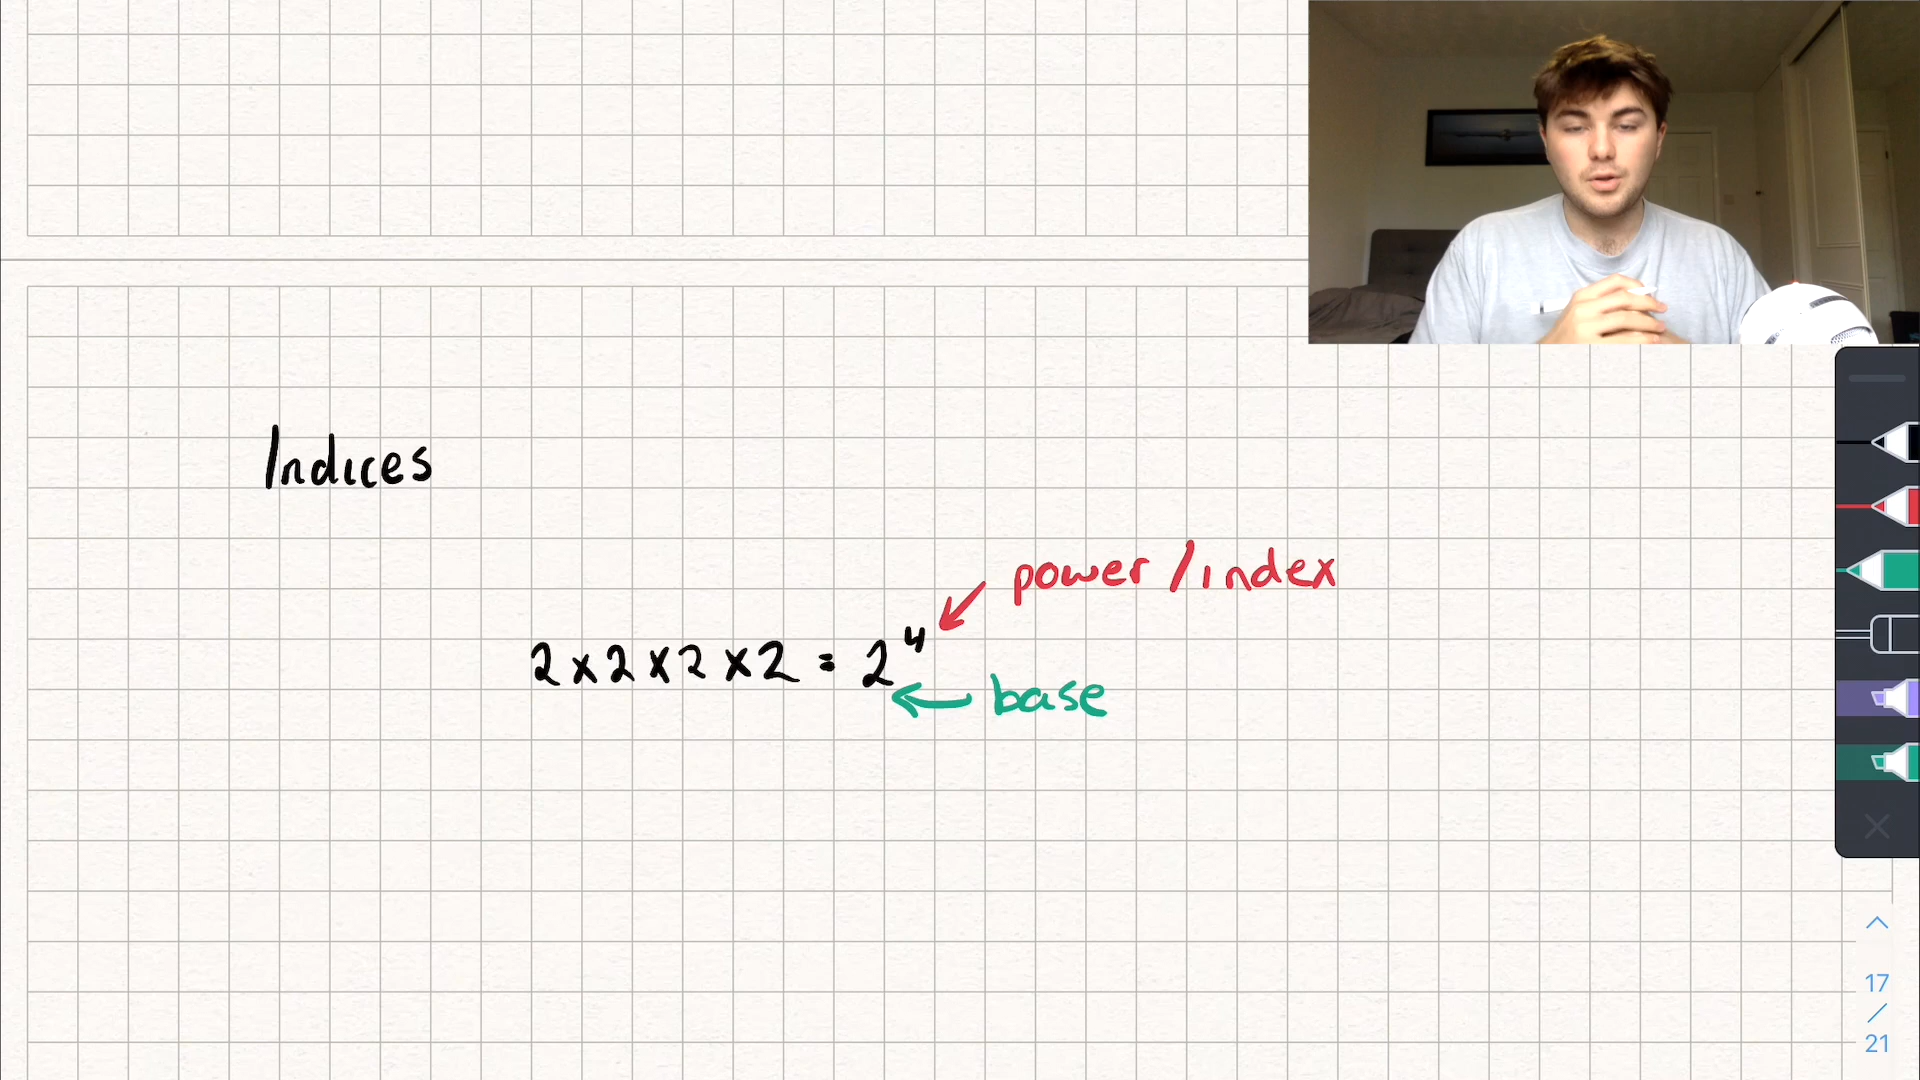 Indices
power/index
2 x 2 x 2 x 2 = 2⁴
base
17
/
21